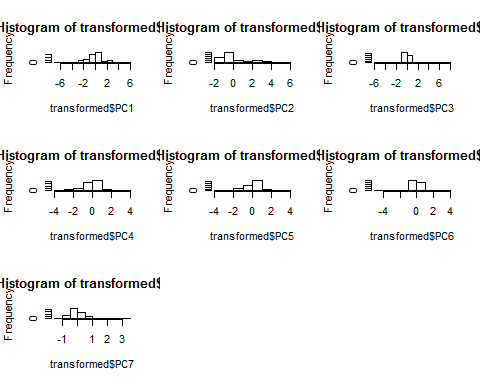 Histogram of transformed$
Histogram of transformed$
Histogram of transformed$
Frequency
0
-6 -2 2 6
transformed$PC1
Frequency
0
-2 0 2 4 6
transformed$PC2
Frequency
0
-6 -2 2 6
transformed$PC3
Histogram of transformed$
Histogram of transformed$
Histogram of transformed$
Frequency
0
-4 -2 0 2 4
transformed$PC4
Frequency
0
-4 -2 0 2 4
transformed$PC5
Frequency
0
-4 0 2 4
transformed$PC6
Histogram of transformed$
Frequency
0
-1 1 2 3
transformed$PC7